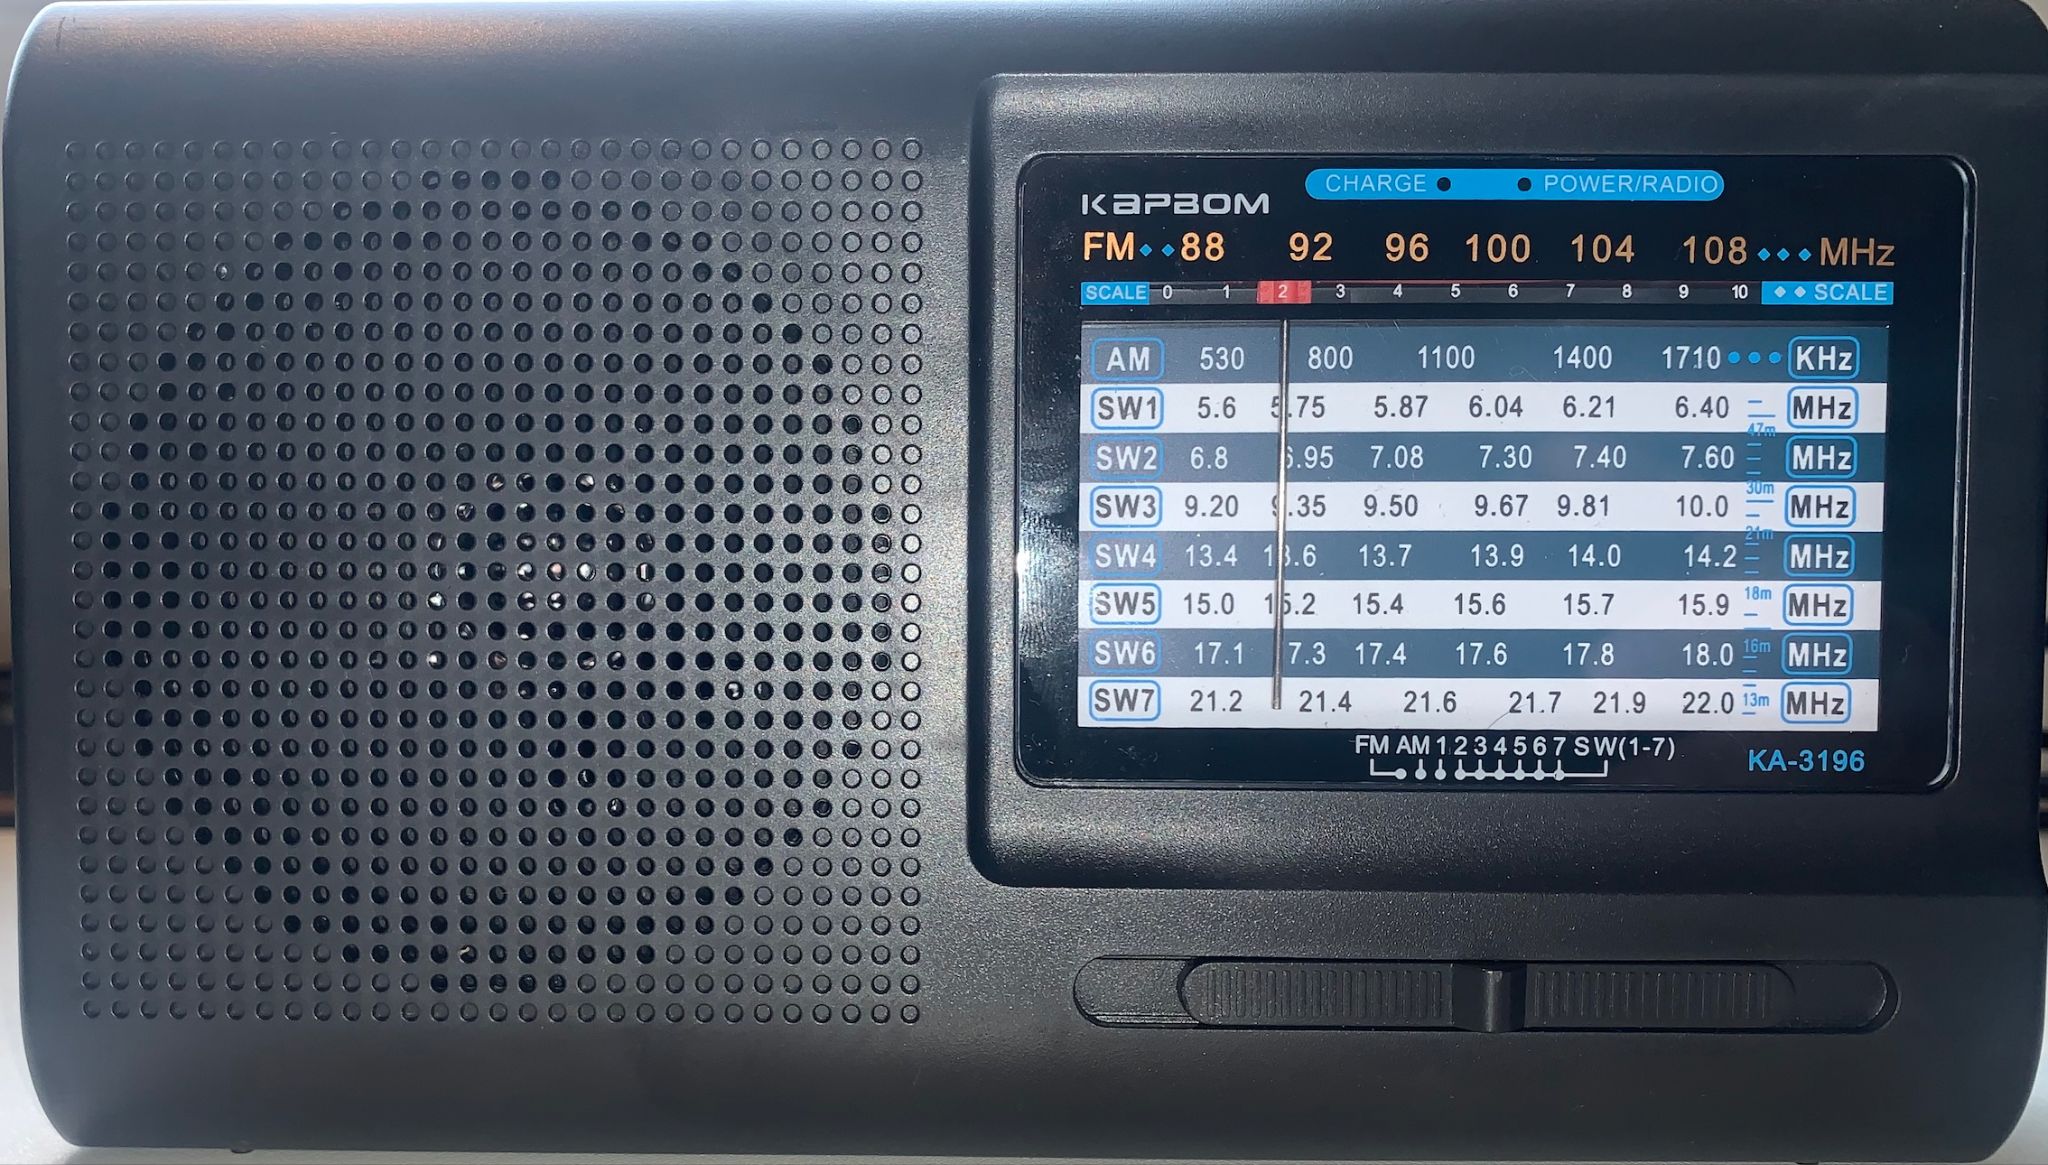 CHARGE POWER/RADIO
KAPBOM
FM 88 92 96 100 104 108 MHz
SCALE 0 1 2 3 4 5 6 7 8 9 10 SCALE
AM 530 800 1100 1400 1710 KHz
SW1 5.6 5.75 5.87 6.04 6.21 6.40 MHz
47m
SW2 6.8 6.95 7.08 7.30 7.40 7.60 MHz
30m
SW3 9.20 9.35 9.50 9.67 9.81 10.0 MHz
21m
SW4 13.4 13.6 13.7 13.9 14.0 14.2 MHz
SW5 15.0 15.2 15.4 15.6 15.7 15.9 18m MHz
SW6 17.1 17.3 17.4 17.6 17.8 18.0 16m MHz
SW7 21.2 21.4 21.6 21.7 21.9 22.0 13m MHz
FM AM 1 2 3 4 5 6 7 SW(1-7)
KA-3196